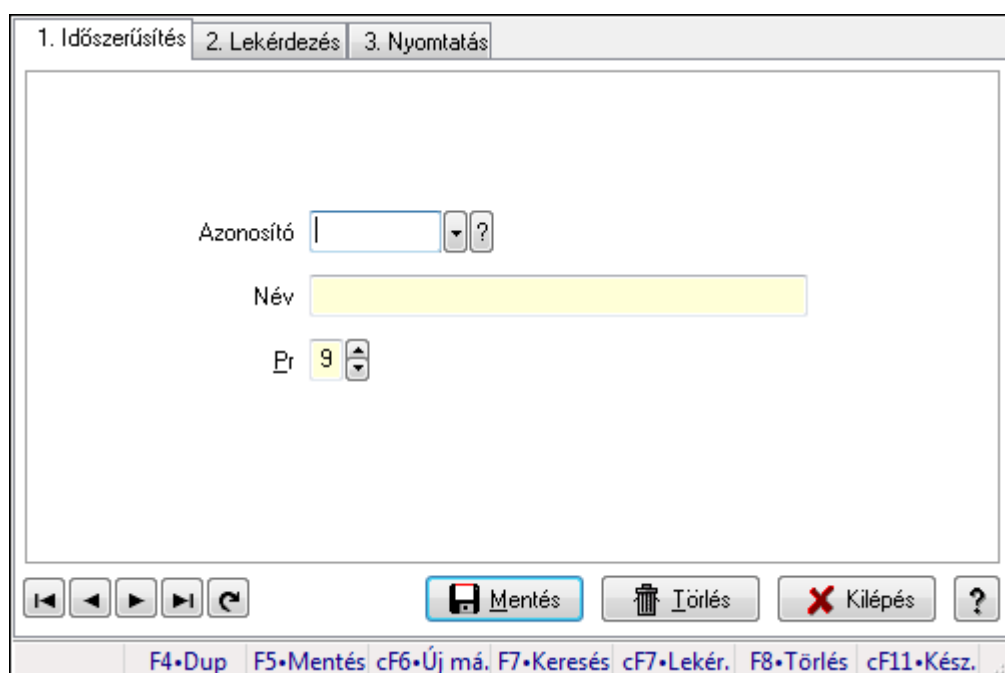 1. Időszerűsítés 2. Lekérdezés 3. Nyomtatás
Azonosító ?
Név
Pr 9
Mentés Törlés Kilépés ?
F4•Dup F5•Mentés cF6•Új má. F7•Keresés cF7•Lekér. F8•Törlés cF11•Kész.